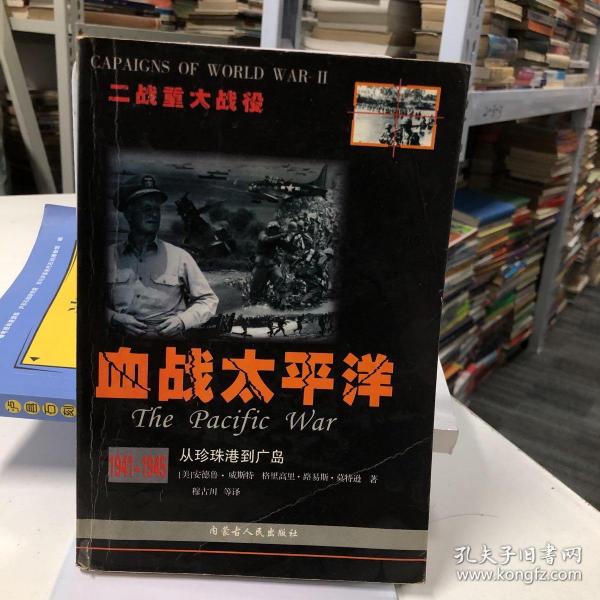 CAPAIGNS OF WORLD WAR-II
二战重大战役
血战太平洋
The Pacific War
1941-1945
从珍珠港到广岛
[美]安德鲁·威斯特 格里高里·路易斯·莫特逊 著
穆占川 等译
内蒙古人民出版社
孔夫子旧书网
www.kongfz.com